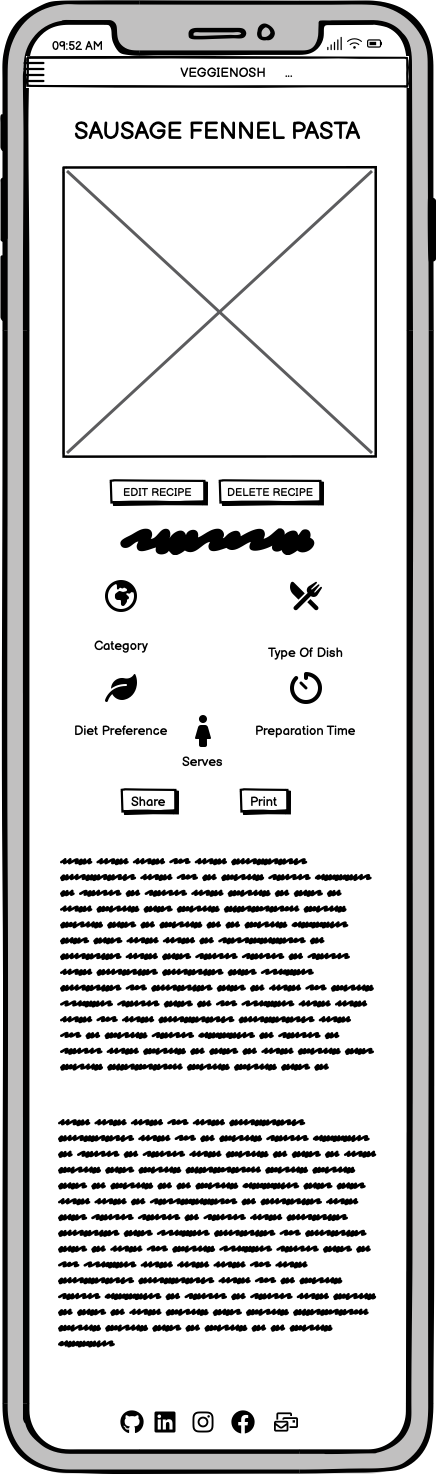 09:52 AM
VEGGIENOSH ...
SAUSAGE FENNEL PASTA
EDIT RECIPE DELETE RECIPE
Category
Type Of Dish
Diet Preference
Preparation Time
Serves
Share Print